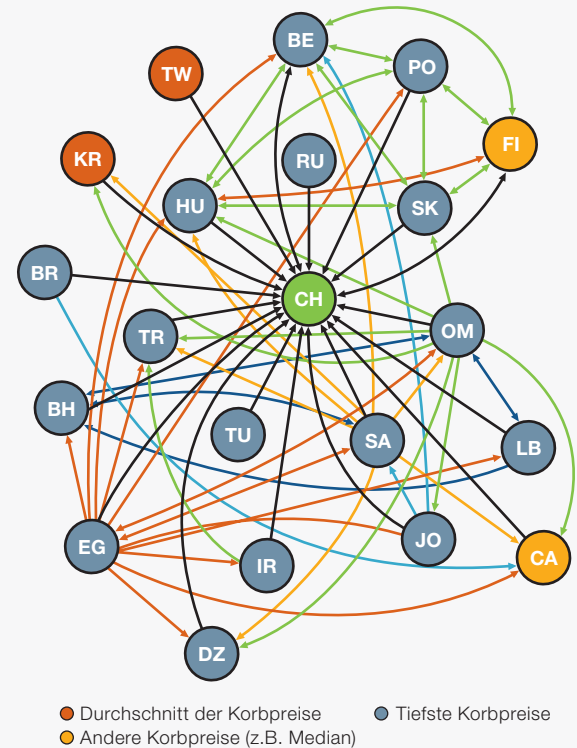 BE
PO
TW
FI
KR
RU
HU
SK
BR
CH
TR
OM
BH
TU
SA
LB
EG
JO
IR
CA
DZ
Durchschnitt der Korbpreise
Tiefste Korbpreise
Andere Korbpreise (z.B. Median)